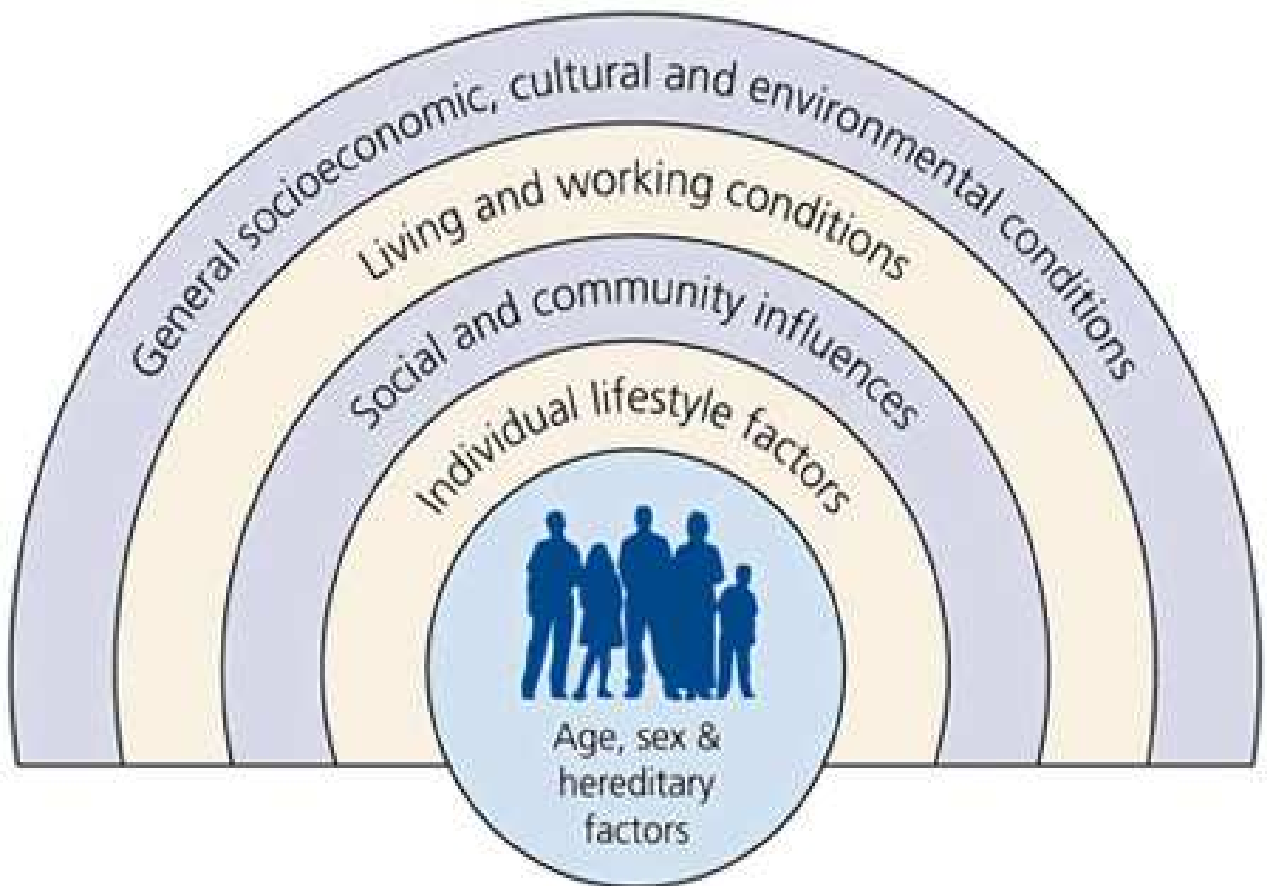 General socioeconomic, cultural and environmental conditions
Living and working conditions
Social and community influences
Individual lifestyle factors
Age, sex &
hereditary
factors